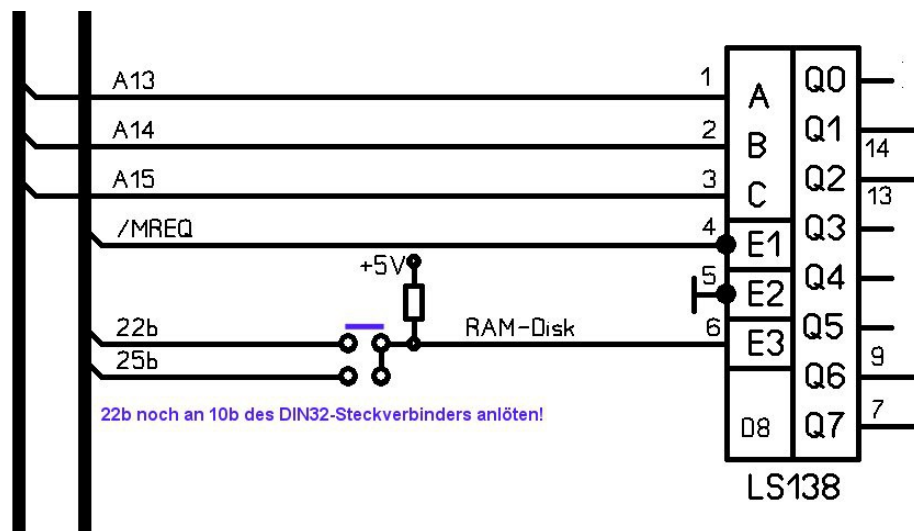 A13
A14
A15
/MREQ
+5V
22b
25b
RAM-Disk
22b noch an 10b des DIN32-Steckverbinders anlöten!
1
2
3
4
5
6
A
B
C
E1
E2
E3
D8
Q0
Q1
Q2
Q3
Q4
Q5
Q6
Q7
14
13
9
7
LS138